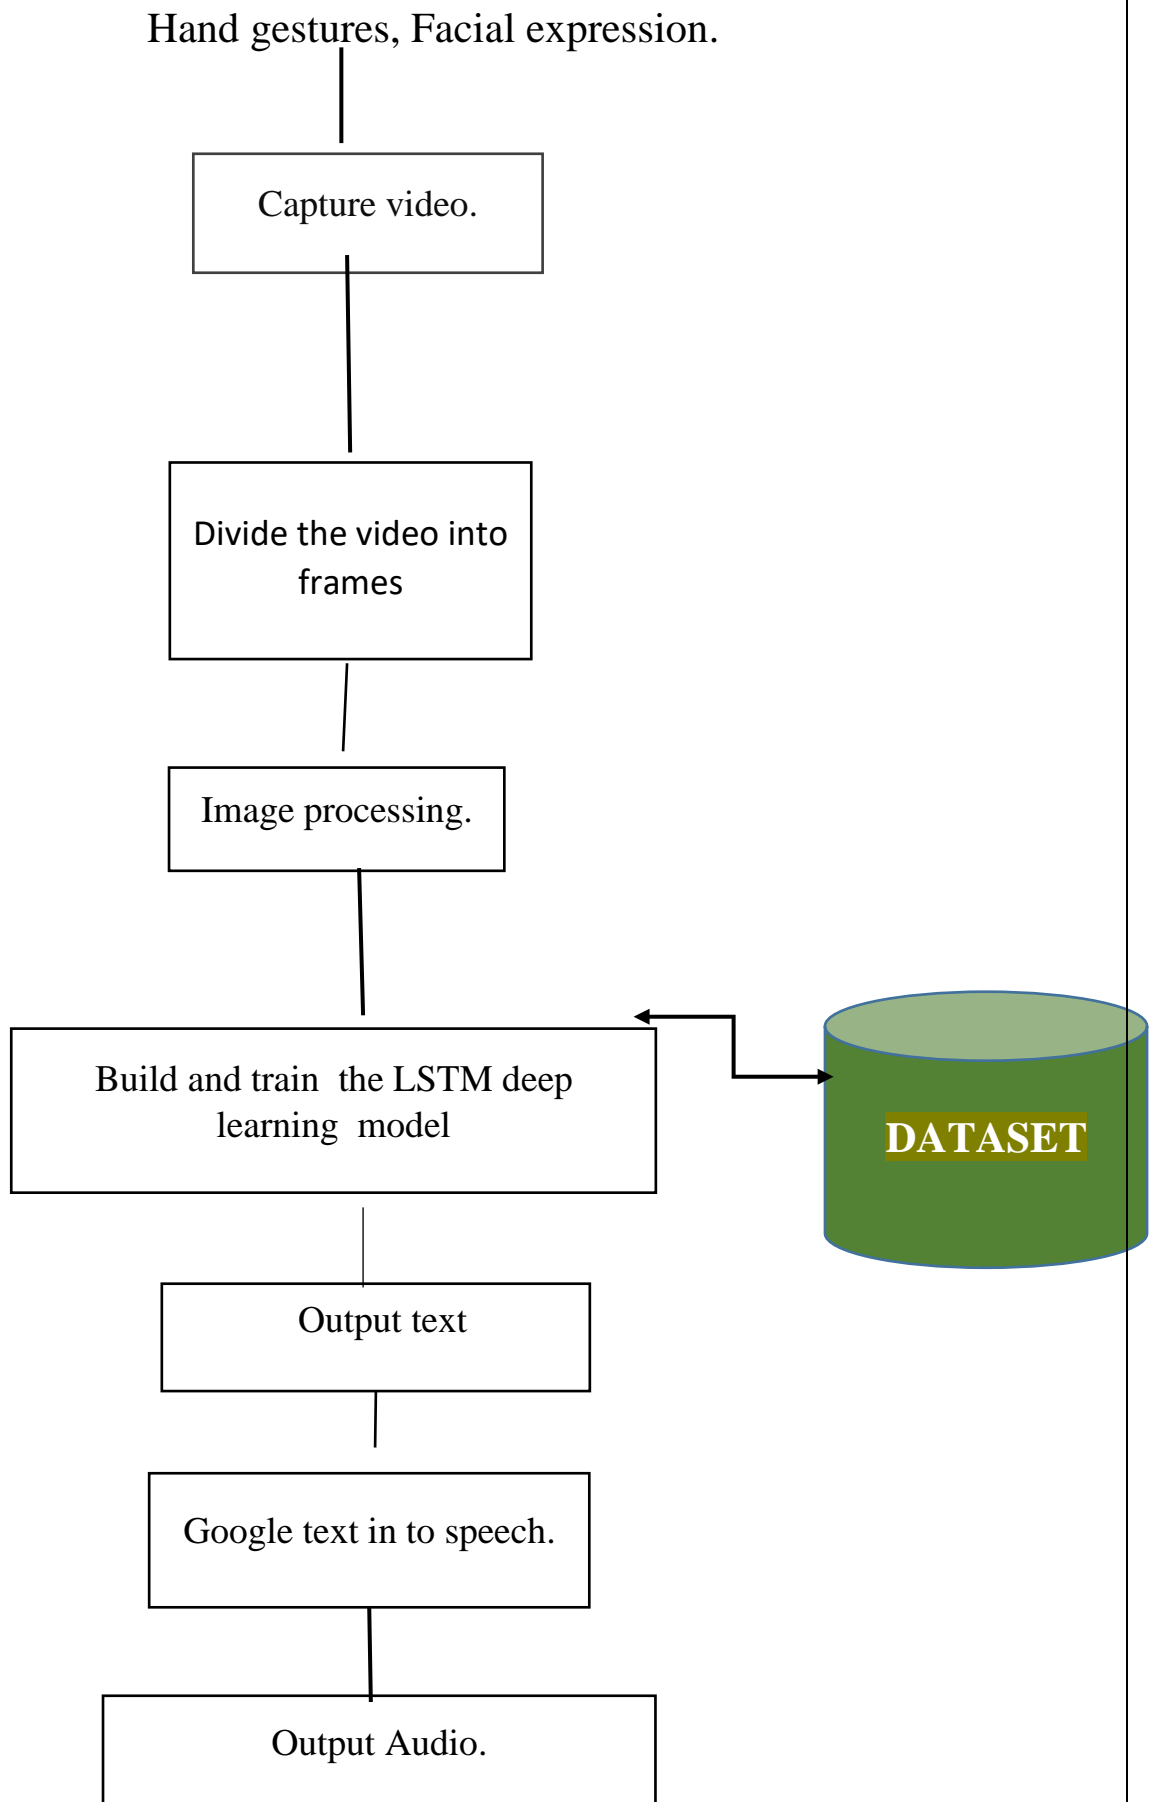 Hand gestures, Facial expression.
Capture video.
Divide the video into
frames
Image processing.
Build and train  the LSTM deep
learning  model
DATASET
Output text
Google text in to speech.
Output Audio.